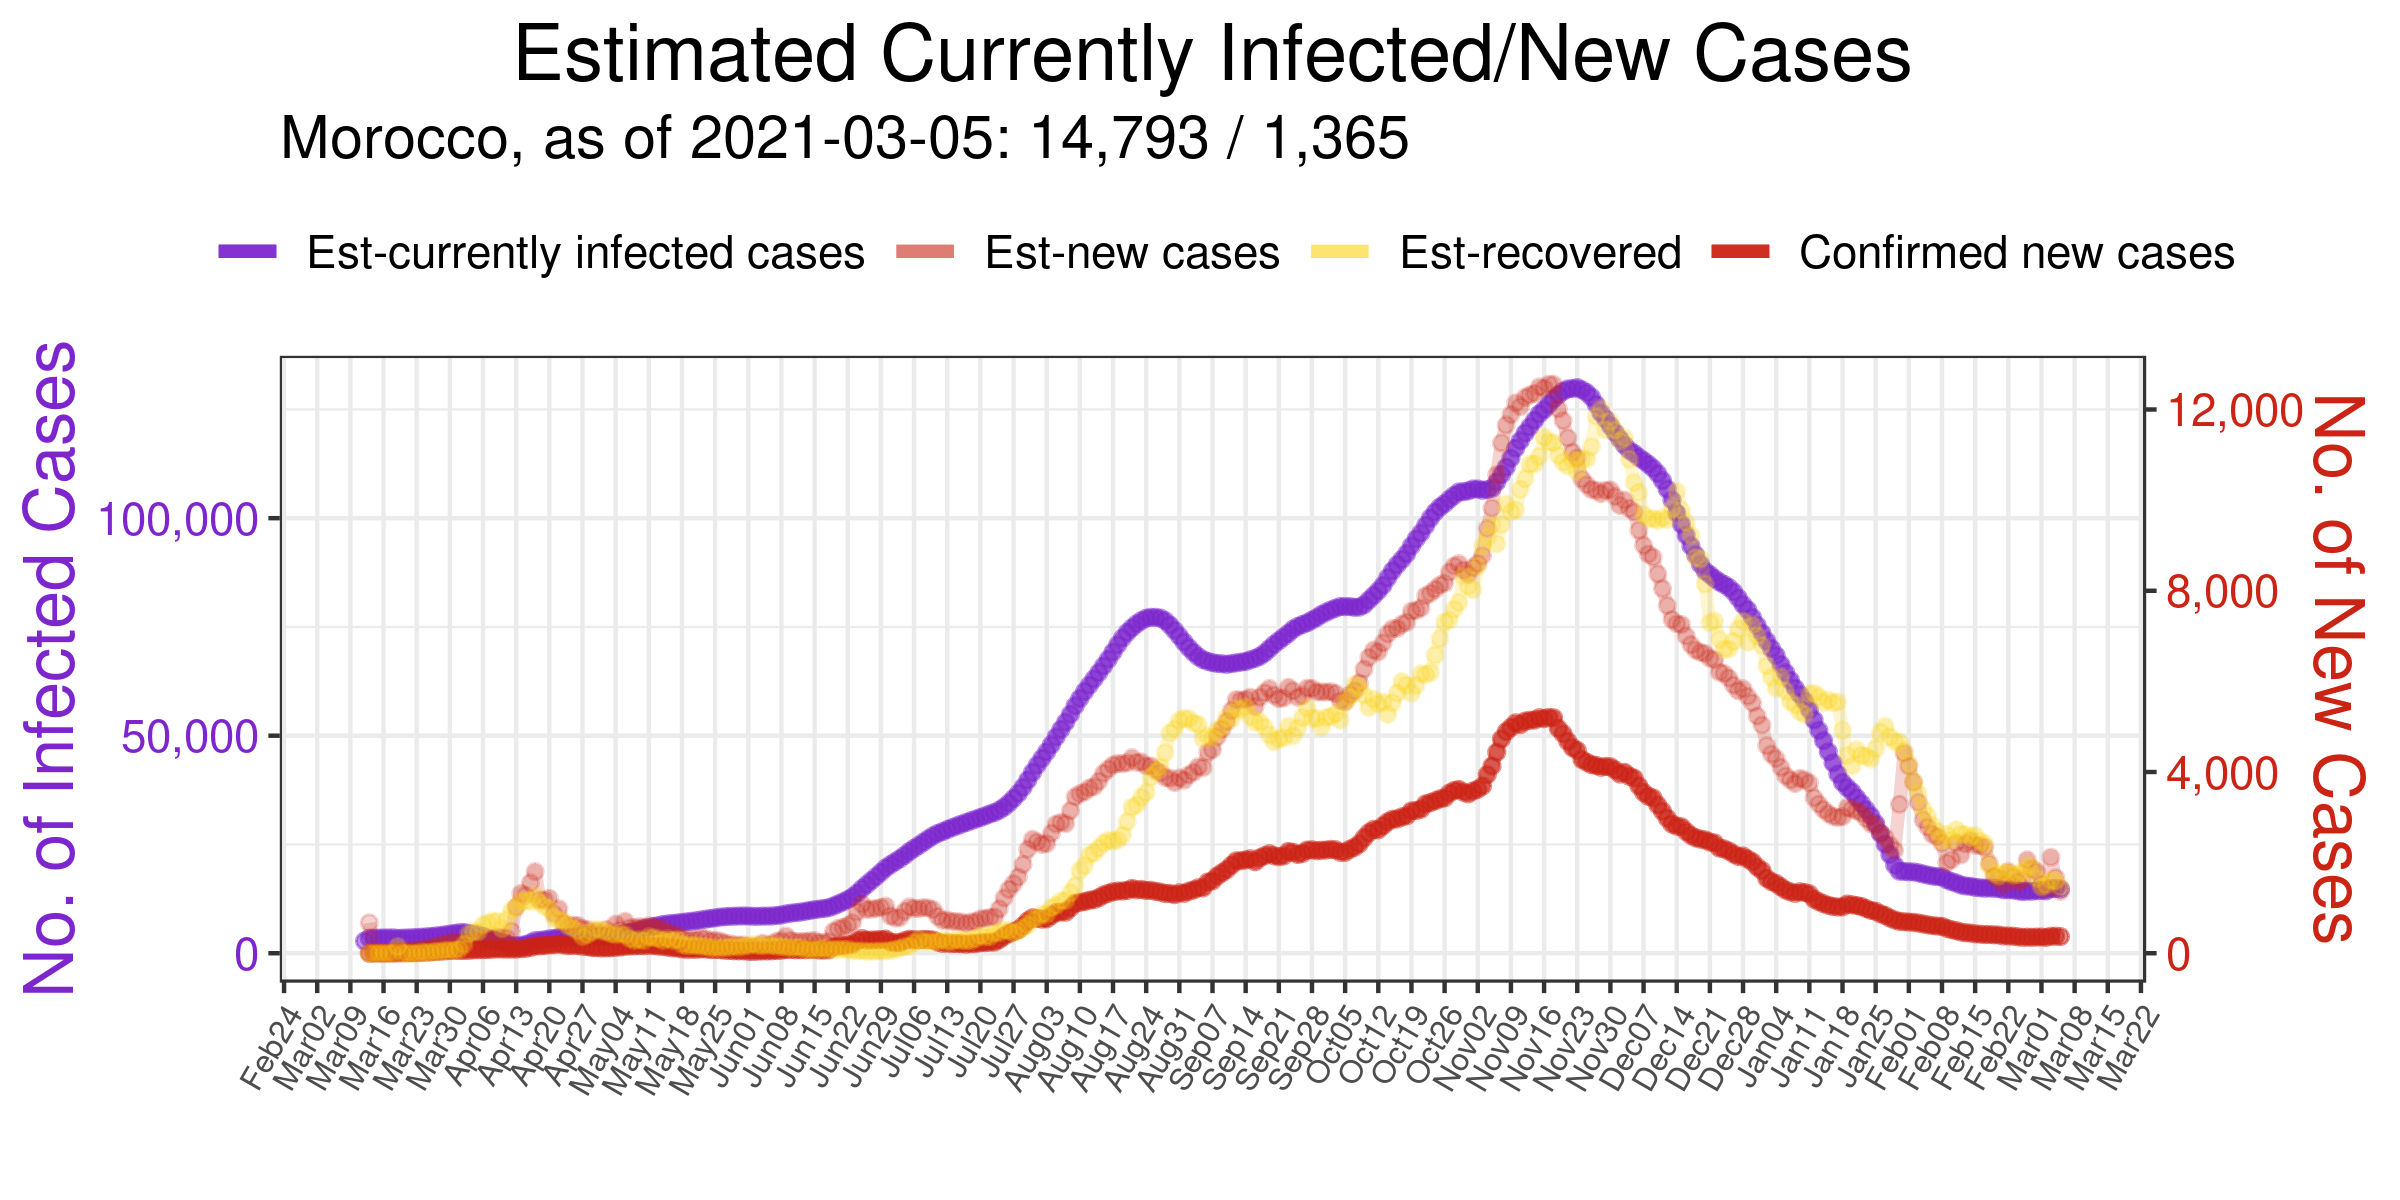 Estimated Currently Infected/New Cases
Morocco, as of 2021-03-05: 14,793 / 1,365
Est-currently infected cases Est-new cases Est-recovered Confirmed new cases
No. of Infected Cases
100,000
50,000
0
12,000
8,000
4,000
0
No. of New Cases
Feb24
Mar02
Mar09
Mar16
Mar23
Mar30
Apr06
Apr13
Apr20
Apr27
May04
May11
May18
May25
Jun01
Jun08
Jun15
Jun22
Jun29
Jul06
Jul13
Jul20
Jul27
Aug03
Aug10
Aug17
Aug24
Aug31
Sep07
Sep14
Sep21
Sep28
Oct05
Oct12
Oct19
Oct26
Nov02
Nov09
Nov16
Nov23
Nov30
Dec07
Dec14
Dec21
Dec28
Jan04
Jan11
Jan18
Jan25
Feb01
Feb08
Feb15
Feb22
Mar01
Mar08
Mar15
Mar22